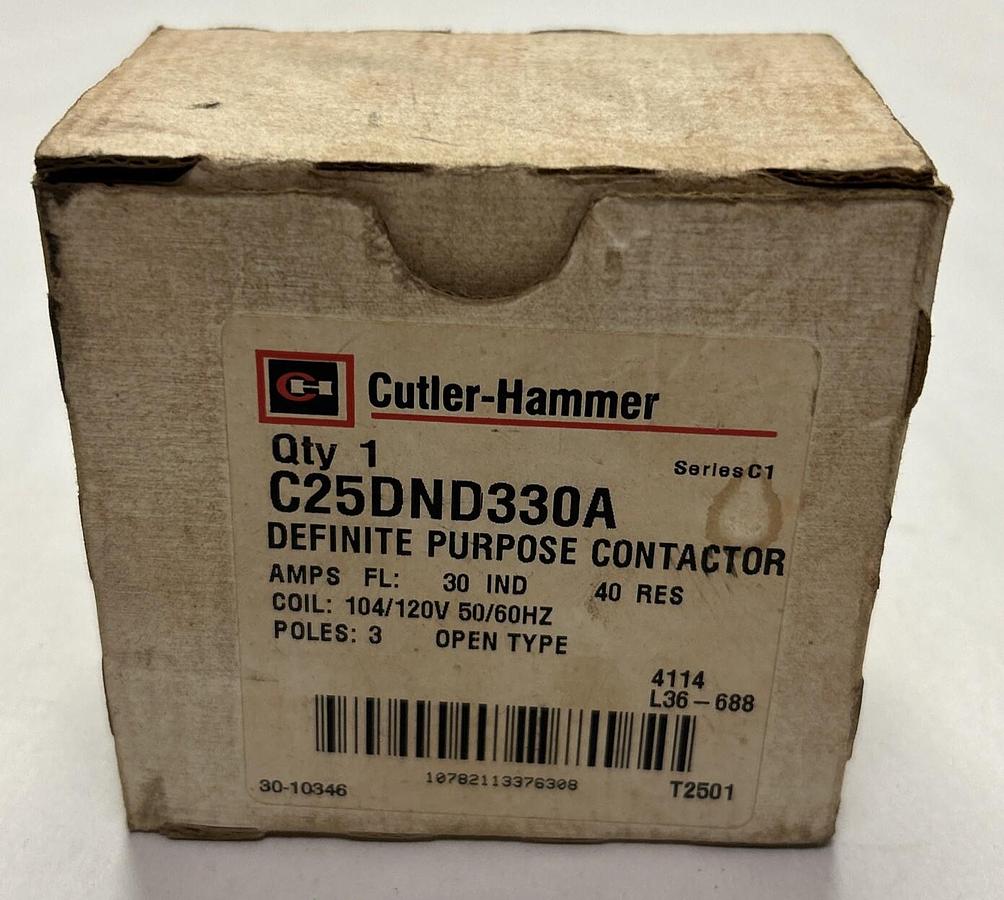 CH Cutler-Hammer
Qty 1
Series C1
C25DND330A
DEFINITE PURPOSE CONTACTOR
AMPS FL: 30 IND 40 RES
COIL: 104/120V 50/60HZ
POLES: 3 OPEN TYPE
4114
L36-688
10782113376308
30-10346 T2501